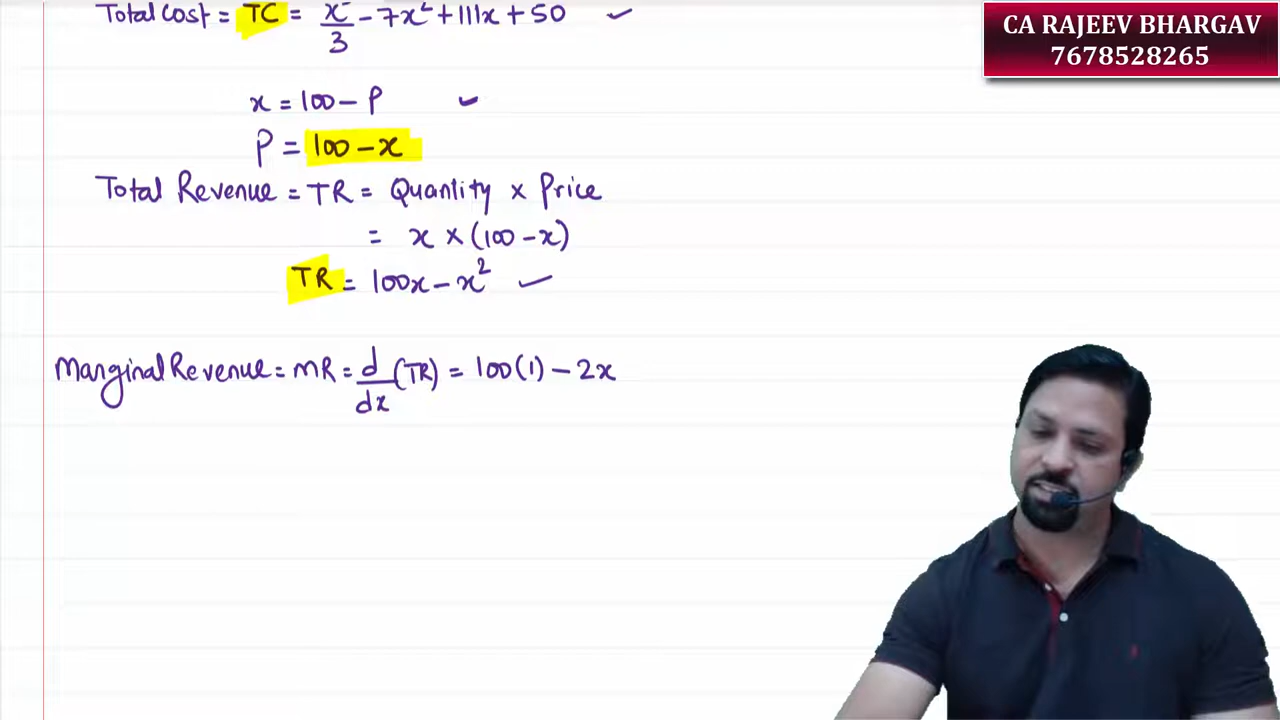 Total Cost = TC = x/3 - 7x² + 111x + 50
CA RAJEEV BHARGAV
7678528265
x = 100 - P
P = 100 - x
Total Revenue = TR = Quantity × Price
= x × (100 - x)
TR = 100x - x²
Marginal Revenue = MR = d/dx (TR) = 100(1) - 2x